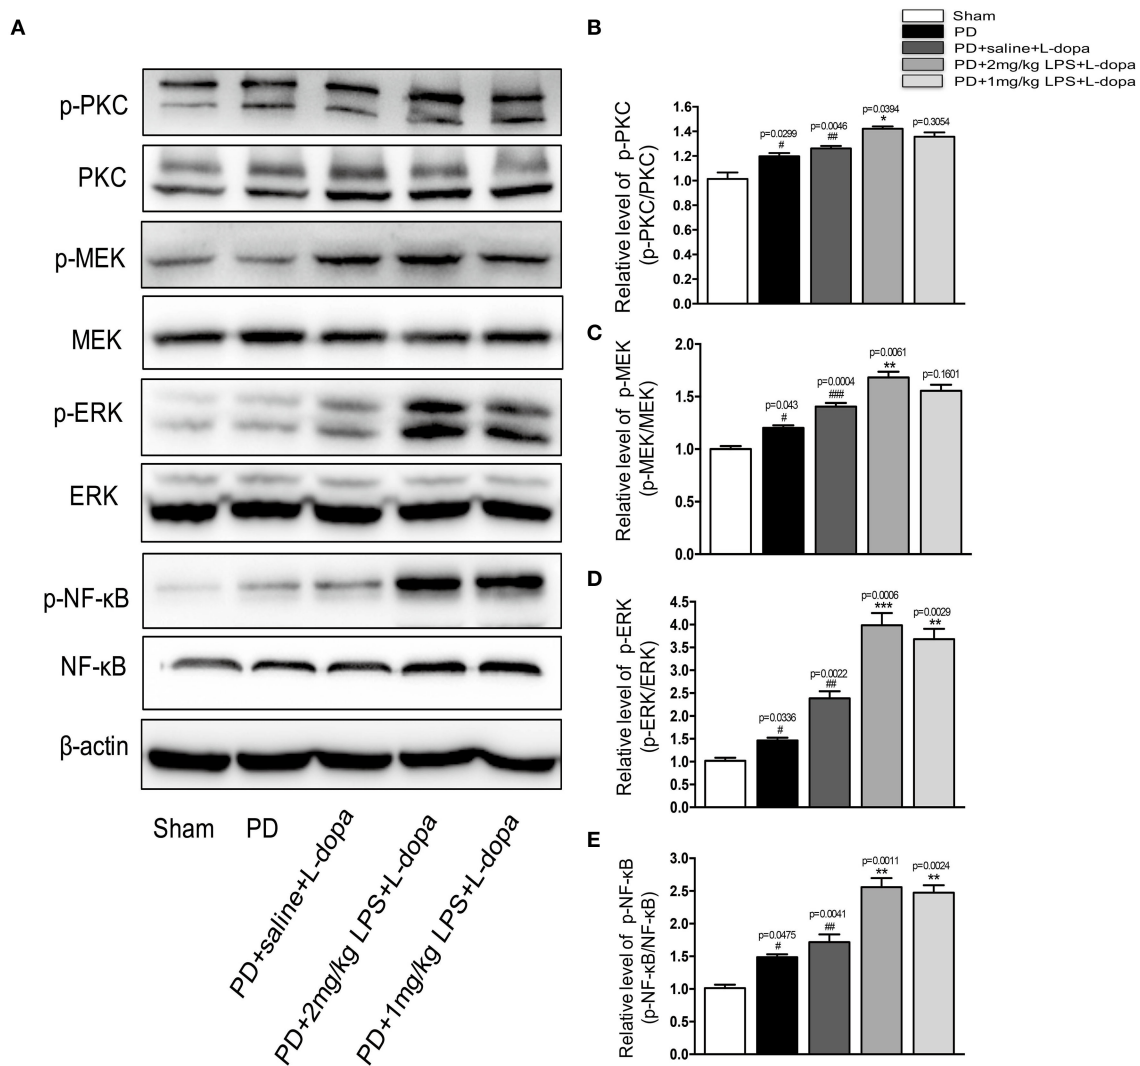 A
p-PKC
PKC
p-MEK
MEK
p-ERK
ERK
p-NF-κB
NF-κB
β-actin
Sham
PD
PD+saline+L-dopa
PD+2mg/kg LPS+L-dopa
PD+1mg/kg LPS+L-dopa
Sham
PD
PD+saline+L-dopa
PD+2mg/kg LPS+L-dopa
PD+1mg/kg LPS+L-dopa
B
Relative level of p-PKC
(p-PKC/PKC)
1.6
1.4
1.2
1.0
0.8
0.6
0.4
0.2
0.0
p=0.0299
#
p=0.0046
##
p=0.0394
*
p=0.3054
C
Relative level of p-MEK
(p-MEK/MEK)
2.0
1.5
1.0
0.5
0.0
p=0.043
#
p=0.0004
###
p=0.0061
**
p=0.1601
D
Relative level of p-ERK
(p-ERK/ERK)
4.5
4.0
3.5
3.0
2.5
2.0
1.5
1.0
0.5
0.0
p=0.0336
#
p=0.0022
##
p=0.0006
***
p=0.0029
**
E
Relative level of p-NF-κB
(p-NF-κB/NF-κB)
3.0
2.5
2.0
1.5
1.0
0.5
0.0
p=0.0475
#
p=0.0041
##
p=0.0011
**
p=0.0024
**